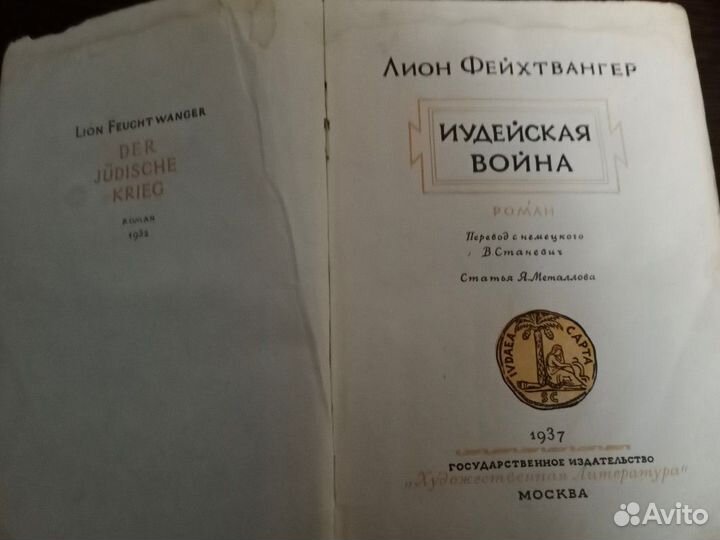 Lion Feuchtwanger
DER
JÜDISCHE
KRIEG
ROMAN
1932
Лион Фейхтвангер
ИУДЕЙСКАЯ
ВОЙНА
РОМАН
Перевод с немецкого
В. Станевич
Статья Я. Металлова
IVDAEA CAPTA
SC
1937
ГОСУДАРСТВЕННОЕ ИЗДАТЕЛЬСТВО
„Художественная Литература"
МОСКВА
Avito